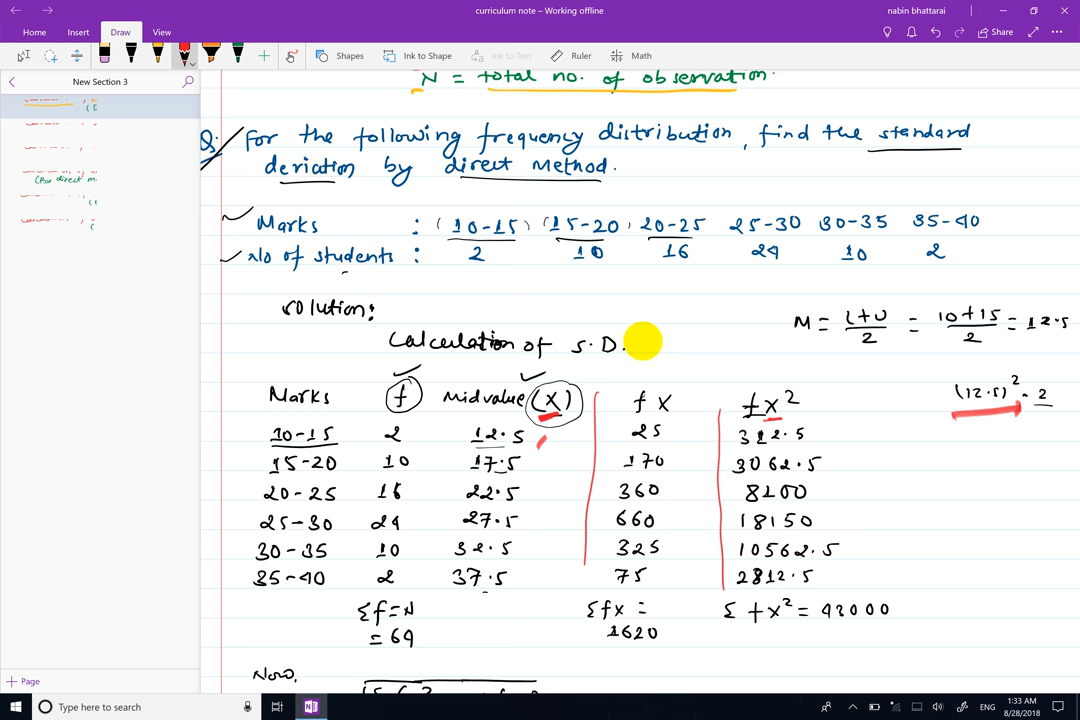 curriculum note – Working offline
nabin bhattarai
Home Insert Draw View
Share
Shapes Ink to Shape Ink to Text Ruler Math
New Section 3
N = total no. of observation.
Q. For the following frequency distribution, find the standard
deviation by direct method.
Marks : (10-15) (15-20) 20-25 25-30 30-35 35-40
No of students : 2 10 16 24 10 2
solution:
M = L+U/2 = 10+15/2 = 12.5
Calculation of S.D.
Marks f Midvalue (X) f X fx² (12.5)² · 2
10-15 2 12.5 25 312.5
15-20 10 17.5 170 3062.5
20-25 16 22.5 360 8100
25-30 24 27.5 660 18150
30-35 10 32.5 325 10562.5
35-40 2 37.5 75 2812.5
Σf=N Σfx = Σfx² = 43000
= 64 1620
Now,
Page
Type here to search
ENG
1:33 AM
8/28/2018